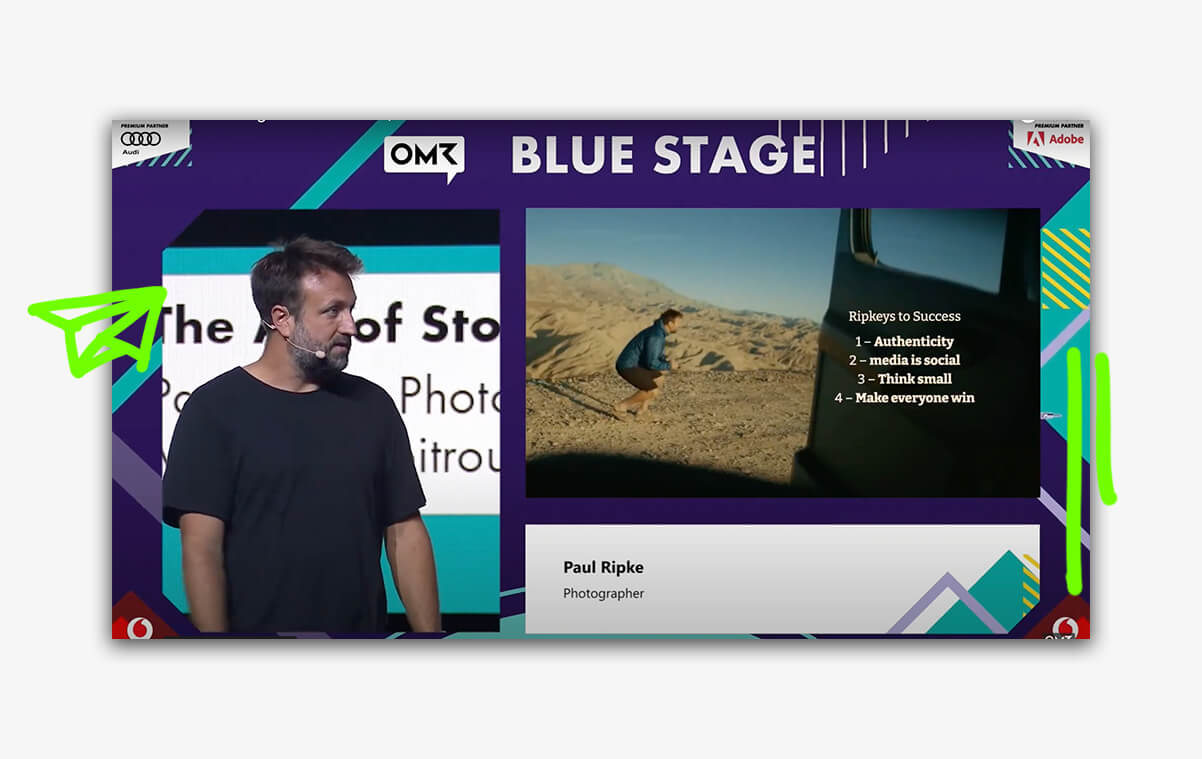 PREMIUM PARTNER
Audi
OMR
BLUE STAGE
PREMIUM PARTNER
Adobe
The of Sto
Photo
itrou
Ripkeys to Success
1 – Authenticity
2 – media is social
3 – Think small
4 – Make everyone win
Paul Ripke
Photographer